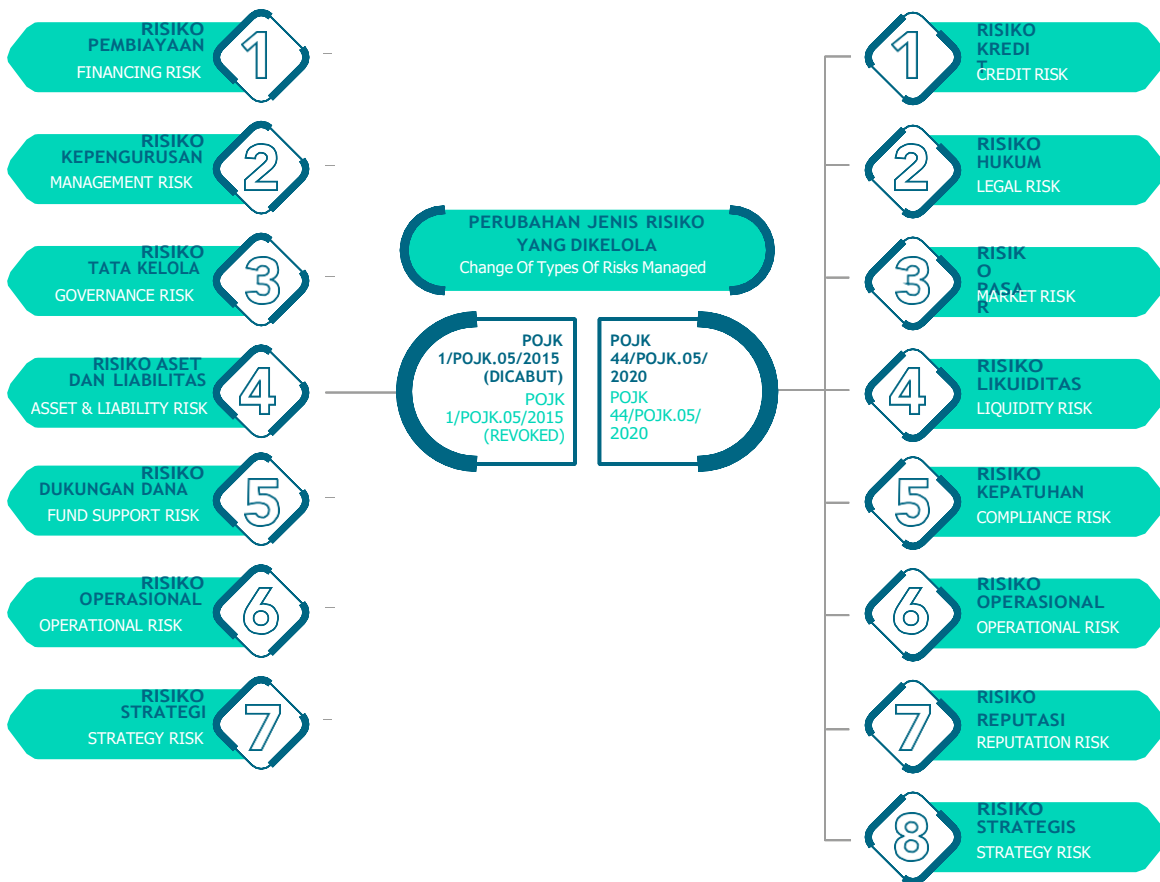 RISIKO
PEMBIAYAAN
FINANCING RISK
1
RISIKO
KEPENGURUSAN
MANAGEMENT RISK
2
RISIKO
TATA KELOLA
GOVERNANCE RISK
3
RISIKO ASET
DAN LIABILITAS
ASSET & LIABILITY RISK
4
RISIKO
DUKUNGAN DANA
FUND SUPPORT RISK
5
RISIKO
OPERASIONAL
OPERATIONAL RISK
6
RISIKO
STRATEGI
STRATEGY RISK
7
PERUBAHAN JENIS RISIKO
YANG DIKELOLA
Change Of Types Of Risks Managed
POJK
1/POJK.05/2015
(DICABUT)
POJK
1/POJK.05/2015
(REVOKED)
POJK
44/POJK.05/
2020
POJK
44/POJK.05/
2020
1
RISIKO
KREDI
T
CREDIT RISK
2
RISIKO
HUKUM
LEGAL RISK
3
RISIK
O
PASA
R
MARKET RISK
4
RISIKO
LIKUIDITAS
LIQUIDITY RISK
5
RISIKO
KEPATUHAN
COMPLIANCE RISK
6
RISIKO
OPERASIONAL
OPERATIONAL RISK
7
RISIKO
REPUTASI
REPUTATION RISK
8
RISIKO
STRATEGIS
STRATEGY RISK